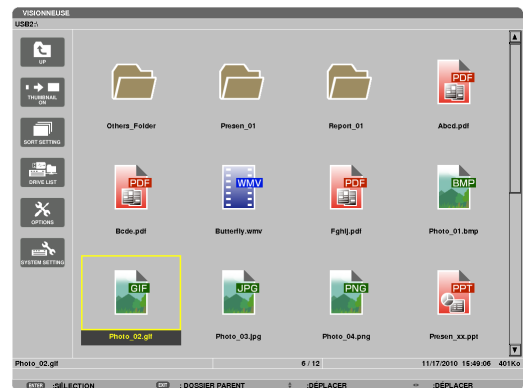 VISIONNEUSE
USB2:\
UP
THUMBNAIL ON
SORT SETTING
DRIVE LIST
OPTIONS
SYSTEM SETTING
PDF
Others_Folder Presen_01 Report_01 Abcd.pdf
PDF WMV PDF BMP
Bcde.pdf Butterfly.wmv Fghij.pdf Photo_01.bmp
GIF JPG PNG PPT
Photo_02.gif Photo_03.jpg Photo_04.png Presen_xx.ppt
Photo_02.gif 6 / 12 11/17/2010 15:49:06 401Ko
ENTER :SÉLECTION EXIT : DOSSIER PARENT :DÉPLACER :DÉPLACER